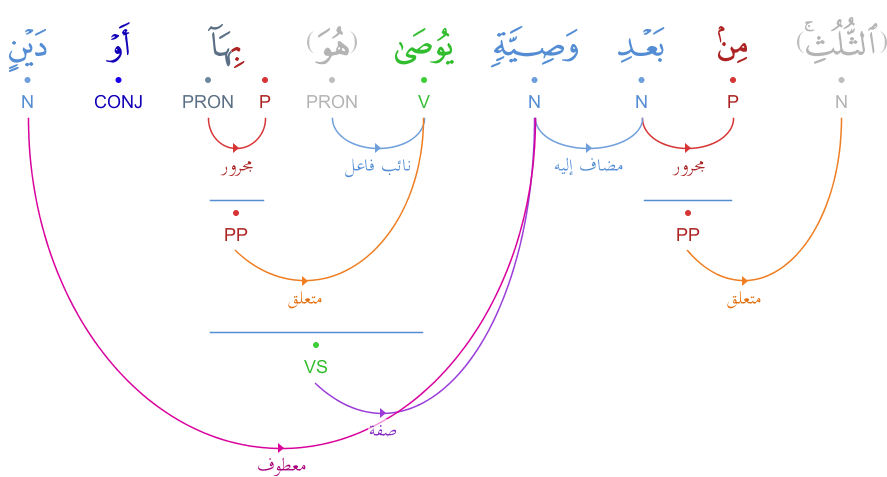 (ٱلثُّلُثِ ۚ) مِنۢ بَعْدِ وَصِيَّةٍ يُوصَىٰ (هُوَ) بِهَآ أَوْ دَيْنٍ
N P N N V PRON P PRON CONJ N
مجرور مضاف إليه نائب فاعل مجرور
PP PP
متعلق متعلق
VS
صفة
معطوف